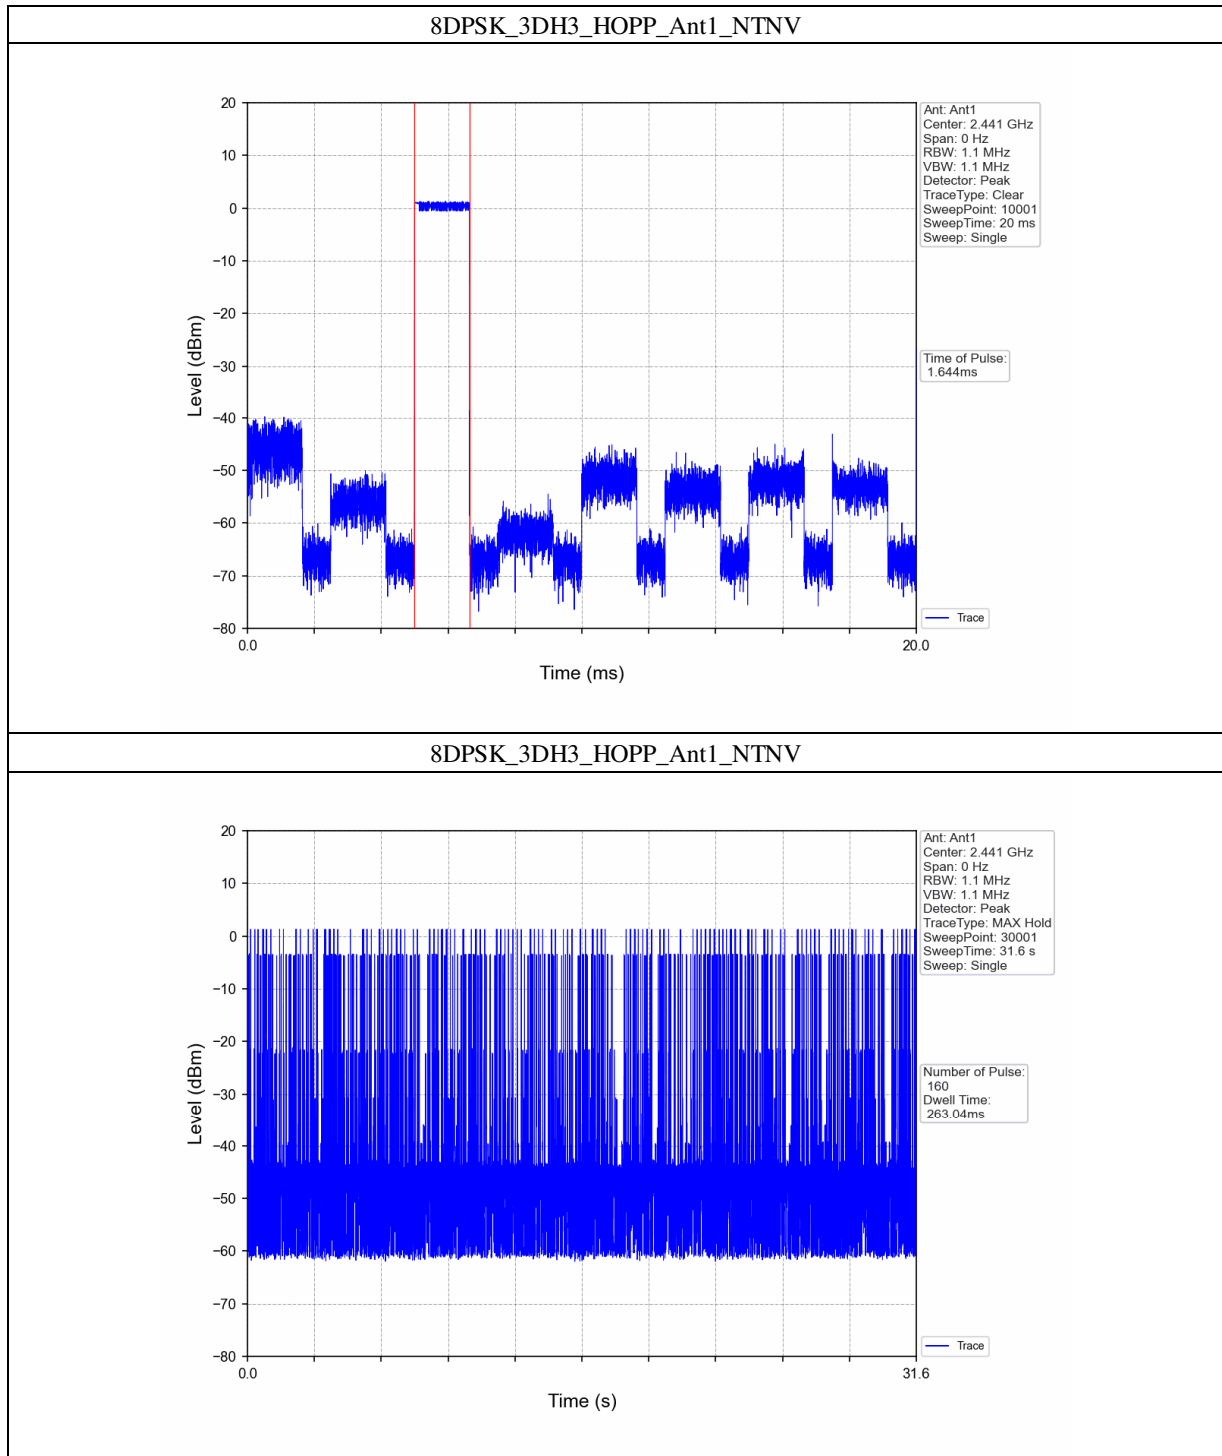 8DPSK_3DH3_HOPP_Ant1_NTNV
20
10
0
−10
−20
−30
−40
−50
−60
−70
−80
Level (dBm)
0.0
20.0
Time (ms)
Ant: Ant1
Center: 2.441 GHz
Span: 0 Hz
RBW: 1.1 MHz
VBW: 1.1 MHz
Detector: Peak
TraceType: Clear
SweepPoint: 10001
SweepTime: 20 ms
Sweep: Single
Time of Pulse:
1.644ms
Trace
8DPSK_3DH3_HOPP_Ant1_NTNV
20
10
0
−10
−20
−30
−40
−50
−60
−70
−80
Level (dBm)
0.0
31.6
Time (s)
Ant: Ant1
Center: 2.441 GHz
Span: 0 Hz
RBW: 1.1 MHz
VBW: 1.1 MHz
Detector: Peak
TraceType: MAX Hold
SweepPoint: 30001
SweepTime: 31.6 s
Sweep: Single
Number of Pulse:
160
Dwell Time:
263.04ms
Trace